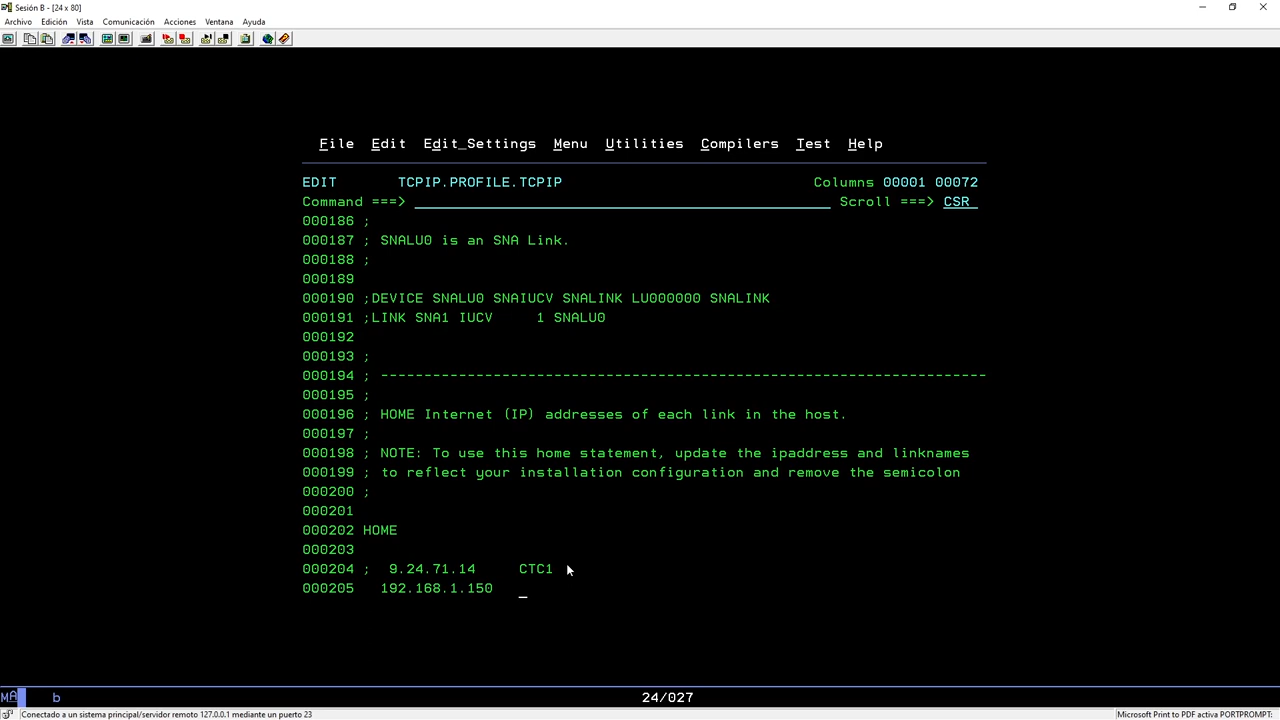 Sesión B - [24 x 80]
Archivo Edición Vista Comunicación Acciones Ventana Ayuda
File Edit Edit_Settings Menu Utilities Compilers Test Help
EDIT TCPIP.PROFILE.TCPIP Columns 00001 00072
Command ===> Scroll ===> CSR
000186 ;
000187 ; SNALU0 is an SNA Link.
000188 ;
000189
000190 ;DEVICE SNALU0 SNAIUCV SNALINK LU000000 SNALINK
000191 ;LINK SNA1 IUCV 1 SNALU0
000192
000193 ;
000194 ; ----------------------------------------------------------------------
000195 ;
000196 ; HOME Internet (IP) addresses of each link in the host.
000197 ;
000198 ; NOTE: To use this home statement, update the ipaddress and linknames
000199 ; to reflect your installation configuration and remove the semicolon
000200 ;
000201
000202 HOME
000203
000204 ; 9.24.71.14 CTC1
000205 192.168.1.150 _
MA b 24/027
Conectado a un sistema principal/servidor remoto 127.0.0.1 mediante un puerto 23 Microsoft Print to PDF activa PORTPROMPT: